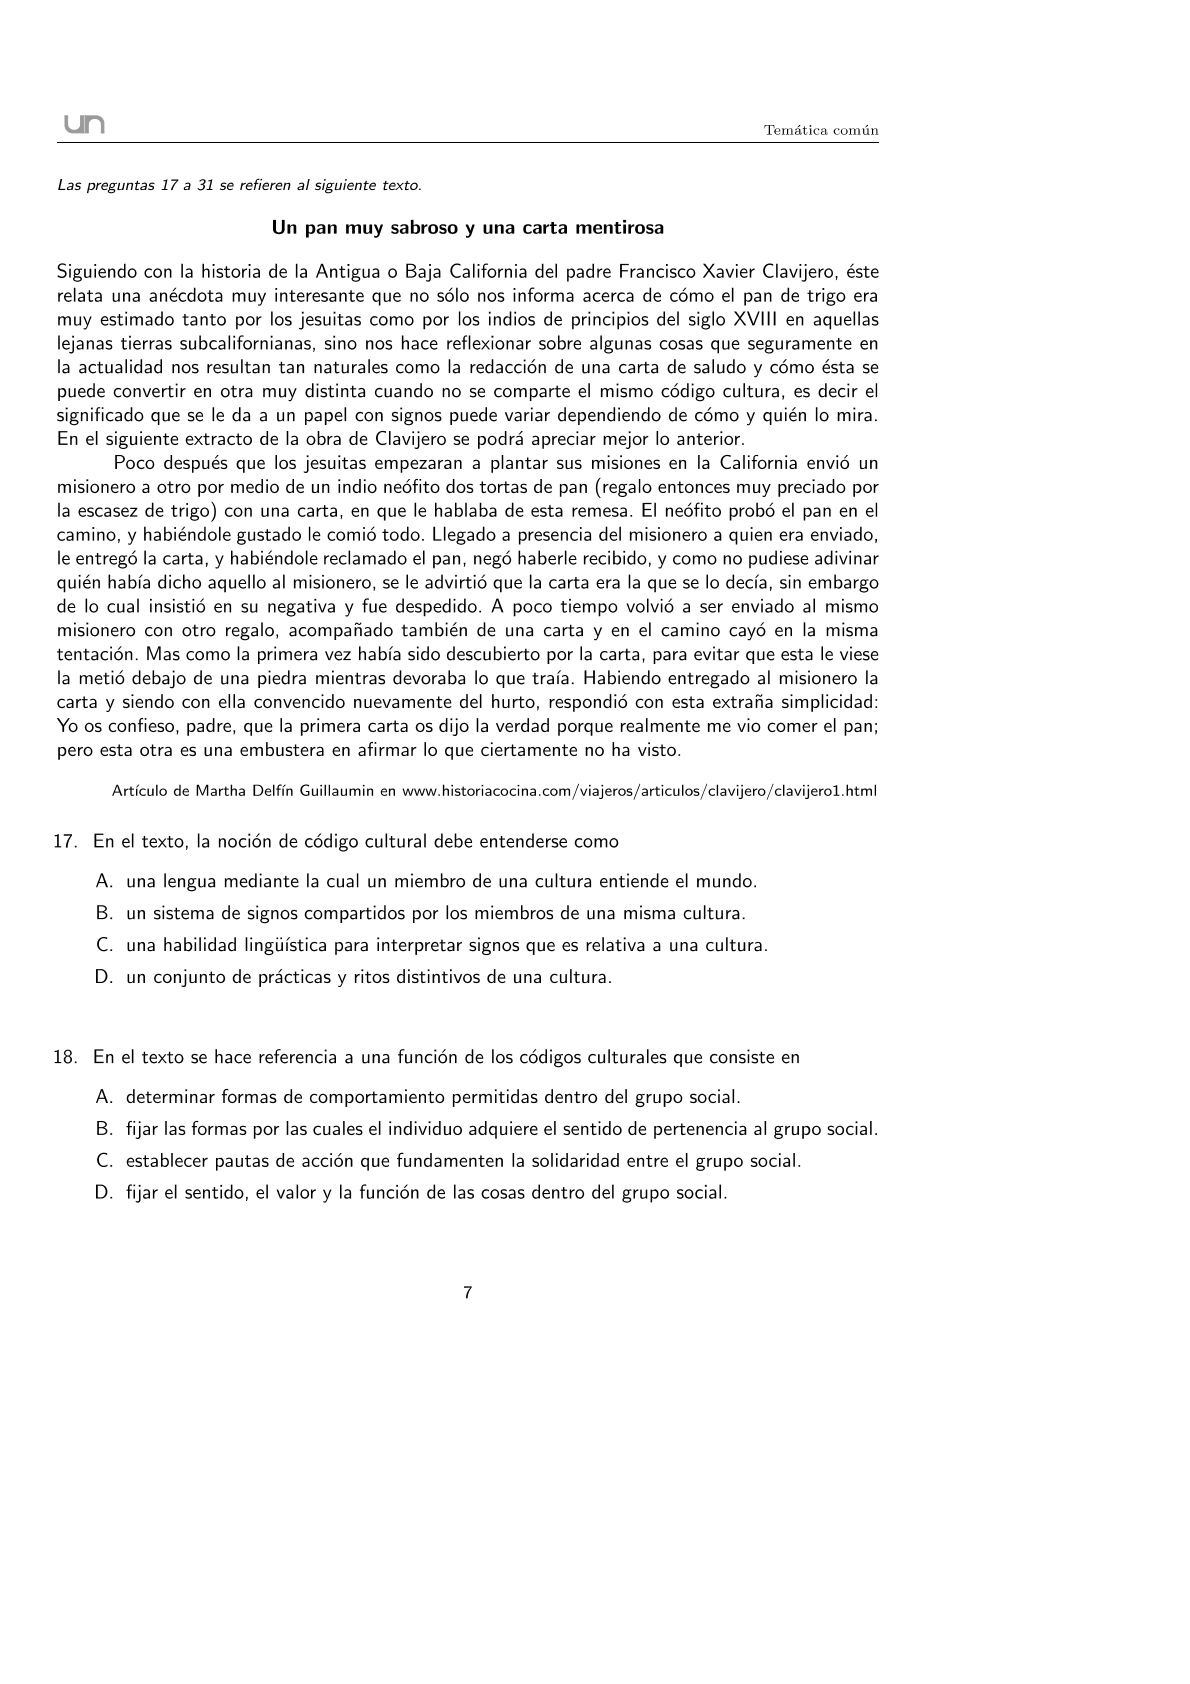 un
Temática común
Las preguntas 17 a 31 se refieren al siguiente texto.
Un pan muy sabroso y una carta mentirosa
Siguiendo con la historia de la Antigua o Baja California del padre Francisco Xavier Clavijero, éste
relata una anécdota muy interesante que no sólo nos informa acerca de cómo el pan de trigo era
muy estimado tanto por los jesuitas como por los indios de principios del siglo XVIII en aquellas
lejanas tierras subcalifornianas, sino nos hace reflexionar sobre algunas cosas que seguramente en
la actualidad nos resultan tan naturales como la redacción de una carta de saludo y cómo ésta se
puede convertir en otra muy distinta cuando no se comparte el mismo código cultura, es decir el
significado que se le da a un papel con signos puede variar dependiendo de cómo y quién lo mira.
En el siguiente extracto de la obra de Clavijero se podrá apreciar mejor lo anterior.
Poco después que los jesuitas empezaran a plantar sus misiones en la California envió un
misionero a otro por medio de un indio neófito dos tortas de pan (regalo entonces muy preciado por
la escasez de trigo) con una carta, en que le hablaba de esta remesa. El neófito probó el pan en el
camino, y habiéndole gustado le comió todo. Llegado a presencia del misionero a quien era enviado,
le entregó la carta, y habiéndole reclamado el pan, negó haberle recibido, y como no pudiese adivinar
quién había dicho aquello al misionero, se le advirtió que la carta era la que se lo decía, sin embargo
de lo cual insistió en su negativa y fue despedido. A poco tiempo volvió a ser enviado al mismo
misionero con otro regalo, acompañado también de una carta y en el camino cayó en la misma
tentación. Mas como la primera vez había sido descubierto por la carta, para evitar que esta le viese
la metió debajo de una piedra mientras devoraba lo que traía. Habiendo entregado al misionero la
carta y siendo con ella convencido nuevamente del hurto, respondió con esta extraña simplicidad:
Yo os confieso, padre, que la primera carta os dijo la verdad porque realmente me vio comer el pan;
pero esta otra es una embustera en afirmar lo que ciertamente no ha visto.
Artículo de Martha Delfín Guillaumin en www.historiacocina.com/viajeros/articulos/clavijero/clavijero1.html
17. En el texto, la noción de código cultural debe entenderse como
A. una lengua mediante la cual un miembro de una cultura entiende el mundo.
B. un sistema de signos compartidos por los miembros de una misma cultura.
C. una habilidad lingüística para interpretar signos que es relativa a una cultura.
D. un conjunto de prácticas y ritos distintivos de una cultura.
18. En el texto se hace referencia a una función de los códigos culturales que consiste en
A. determinar formas de comportamiento permitidas dentro del grupo social.
B. fijar las formas por las cuales el individuo adquiere el sentido de pertenencia al grupo social.
C. establecer pautas de acción que fundamenten la solidaridad entre el grupo social.
D. fijar el sentido, el valor y la función de las cosas dentro del grupo social.
7